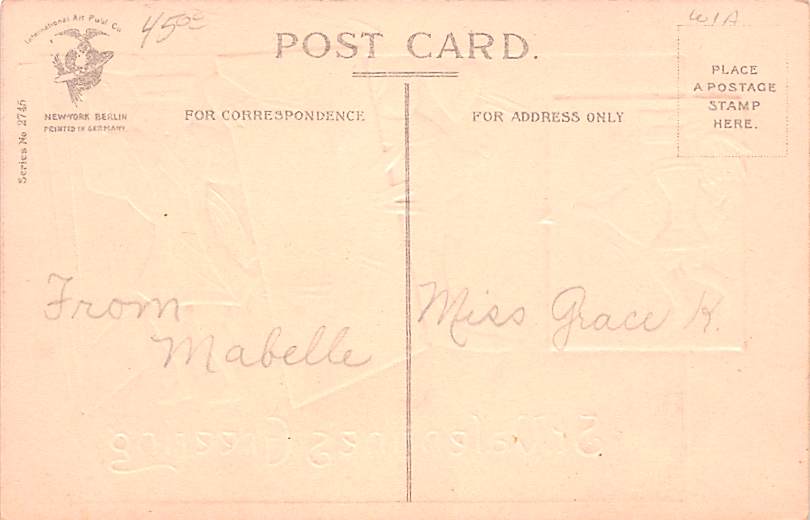 International Art Publ. Co.
45.00
POST CARD.
W/A
PLACE
A POSTAGE
STAMP
HERE.
NEW-YORK BERLIN
PRINTED IN GERMANY.
Series No 2745
FOR CORRESPONDENCE
FOR ADDRESS ONLY
From
Mabelle
Miss Grace K.